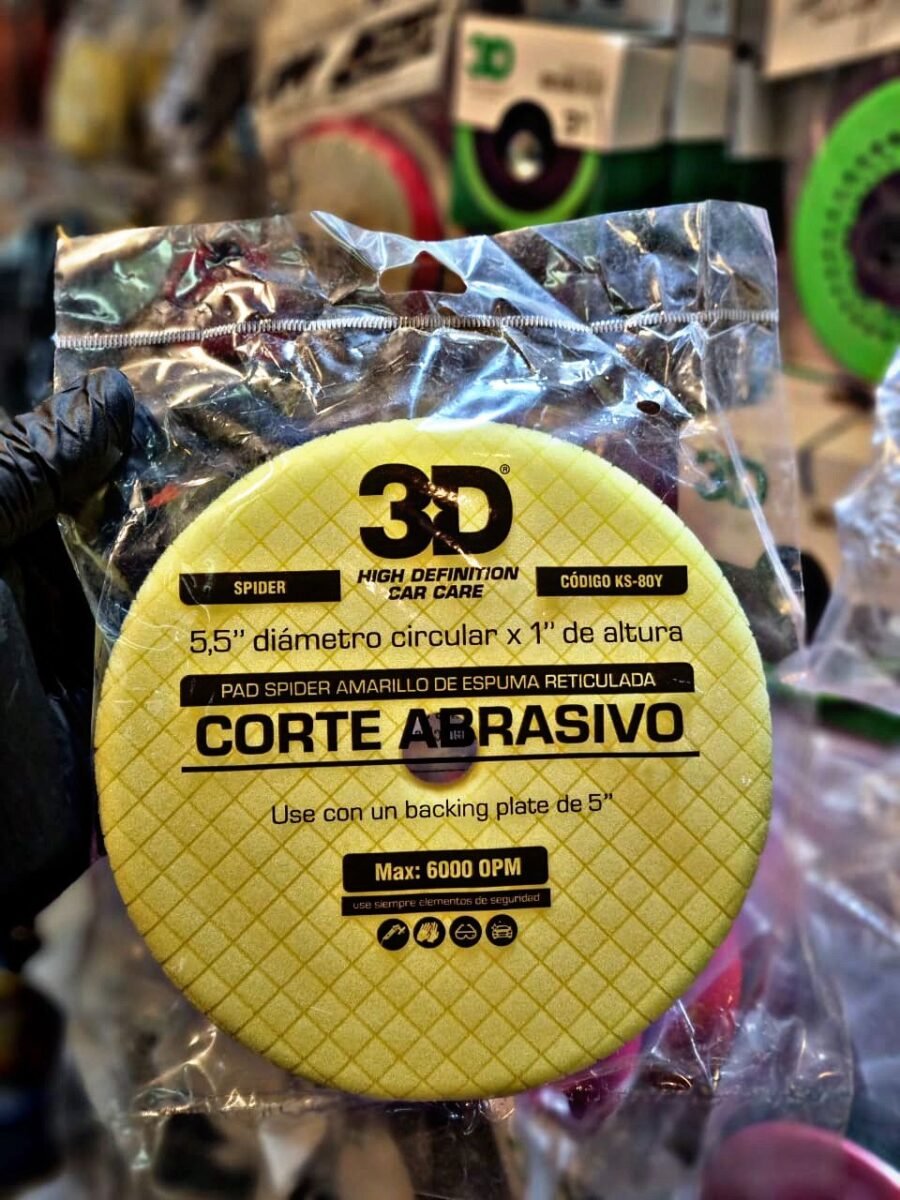 3D
3D®
HIGH DEFINITION
CAR CARE
SPIDER
CÓDIGO KS-80Y
5,5” diámetro circular x 1” de altura
PAD SPIDER AMARILLO DE ESPUMA RETICULADA
CORTE ABRASIVO
Use con un backing plate de 5”
Max: 6000 OPM
use siempre elementos de seguridad